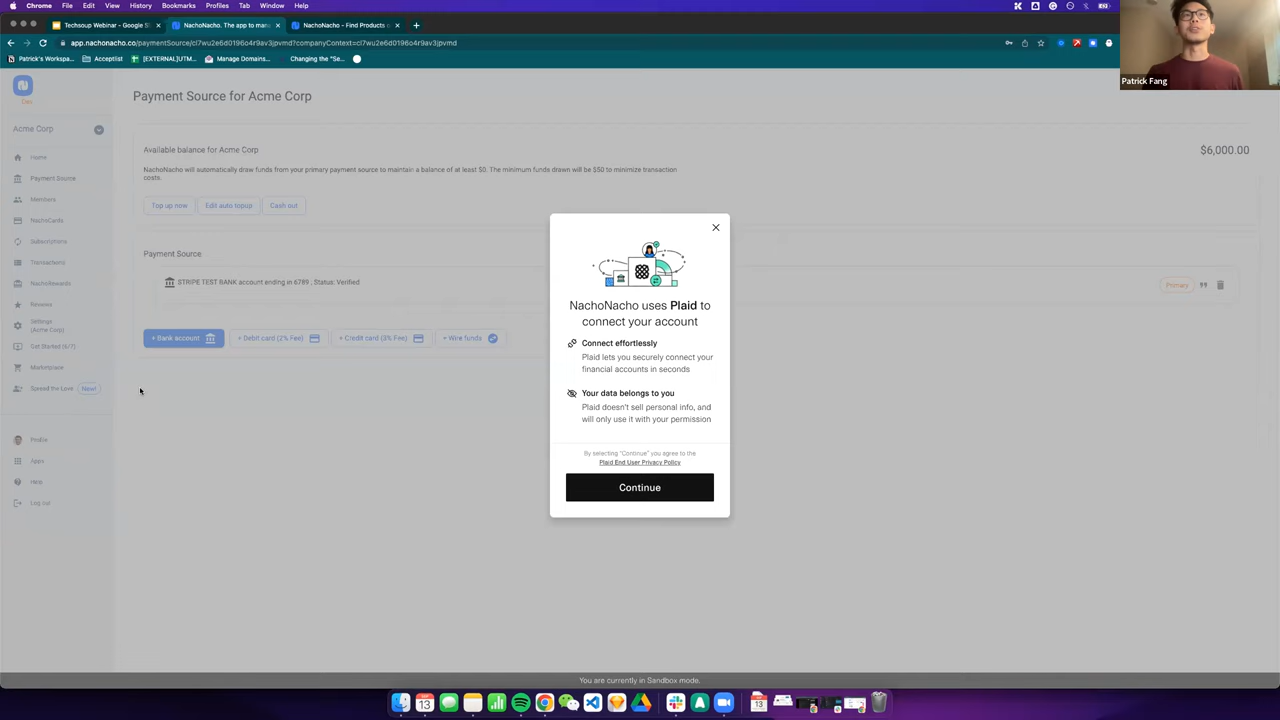 Chrome File Edit View History Bookmarks Profiles Tab Window Help
Techsoup Webinar - Google Sl
NachoNacho. The app to man
NachoNacho - Find Products o
app.nachonacho.co/paymentSource/cl7wu2e6d0196o4r9av3jpvmd?companyContext=cl7wu2e6d0196o4r9av3jpvmd
Patrick's Workspa...
Acceptlist
[EXTERNAL]UTM...
Manage Domains...
Changing the "Se...
Patrick Fang
Dev
Acme Corp
Home
Payment Source
Members
NachoCards
Subscriptions
Transactions
NachoRewards
Reviews
Settings
(Acme Corp)
Get Started (4/7)
Marketplace
Spread the Love New!
Profile
Apps
Help
Log out
Payment Source for Acme Corp
Available balance for Acme Corp
$6,000.00
NachoNacho will automatically draw funds from your primary payment source to maintain a balance of at least $0. The minimum funds drawn will be $50 to minimize transaction
costs.
Top up now
Edit auto topup
Cash out
Payment Source
STRIPE TEST BANK account ending in 6789 ; Status: Verified
Primary
+ Bank account
+ Debit card (2% Fee)
+ Credit card (3% Fee)
+ Wire funds
NachoNacho uses Plaid to
connect your account
Connect effortlessly
Plaid lets you securely connect your
financial accounts in seconds
Your data belongs to you
Plaid doesn't sell personal info, and
will only use it with your permission
By selecting "Continue" you agree to the
Plaid End User Privacy Policy
Continue
You are currently in Sandbox mode.
SEP
13
13